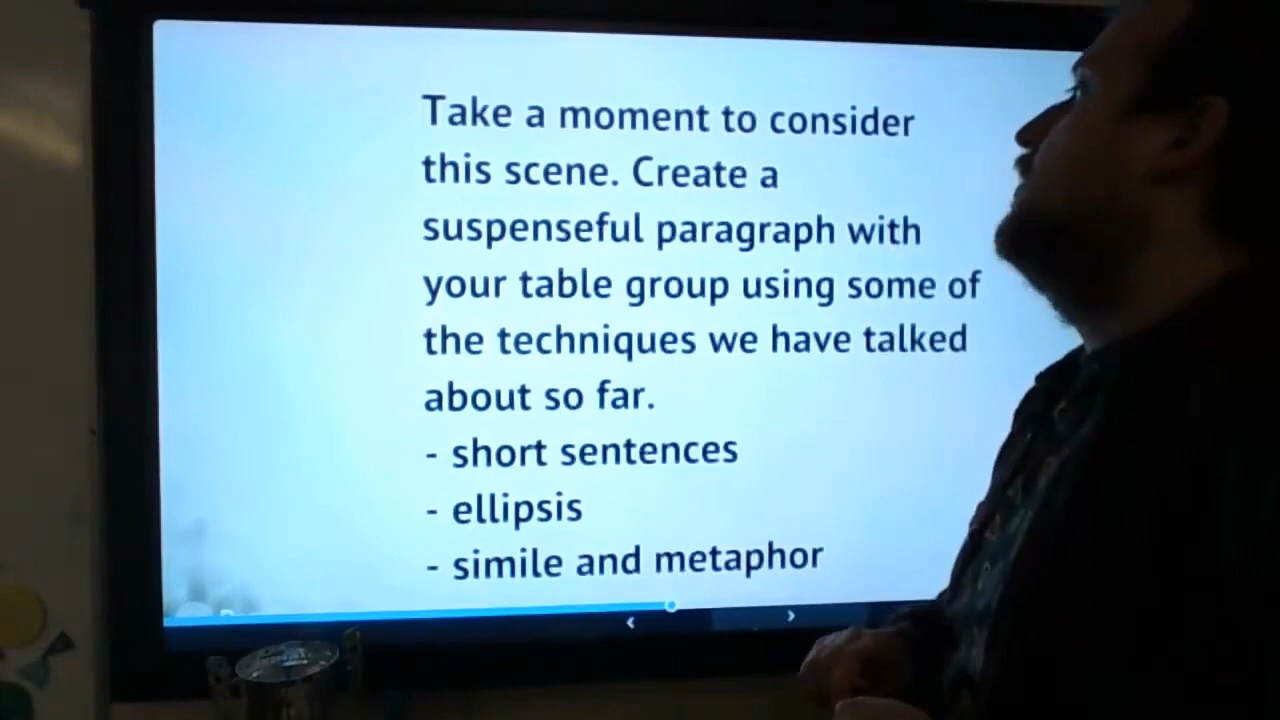 Take a moment to consider
this scene. Create a
suspenseful paragraph with
your table group using some of
the techniques we have talked
about so far.
- short sentences
- ellipsis
- simile and metaphor